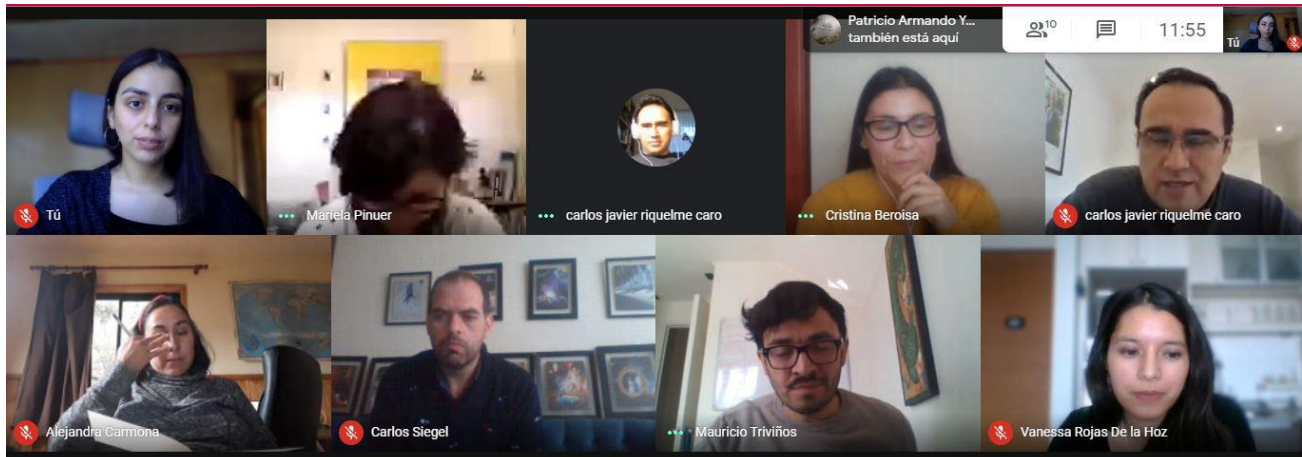 Patricio Armando Y...
también está aquí
10
11:55
Tú
Tú
Mariela Pinuer
carlos javier riquelme caro
Cristina Beroisa
carlos javier riquelme caro
Alejandra Carmona
Carlos Siegel
Mauricio Triviños
Vanessa Rojas De la Hoz